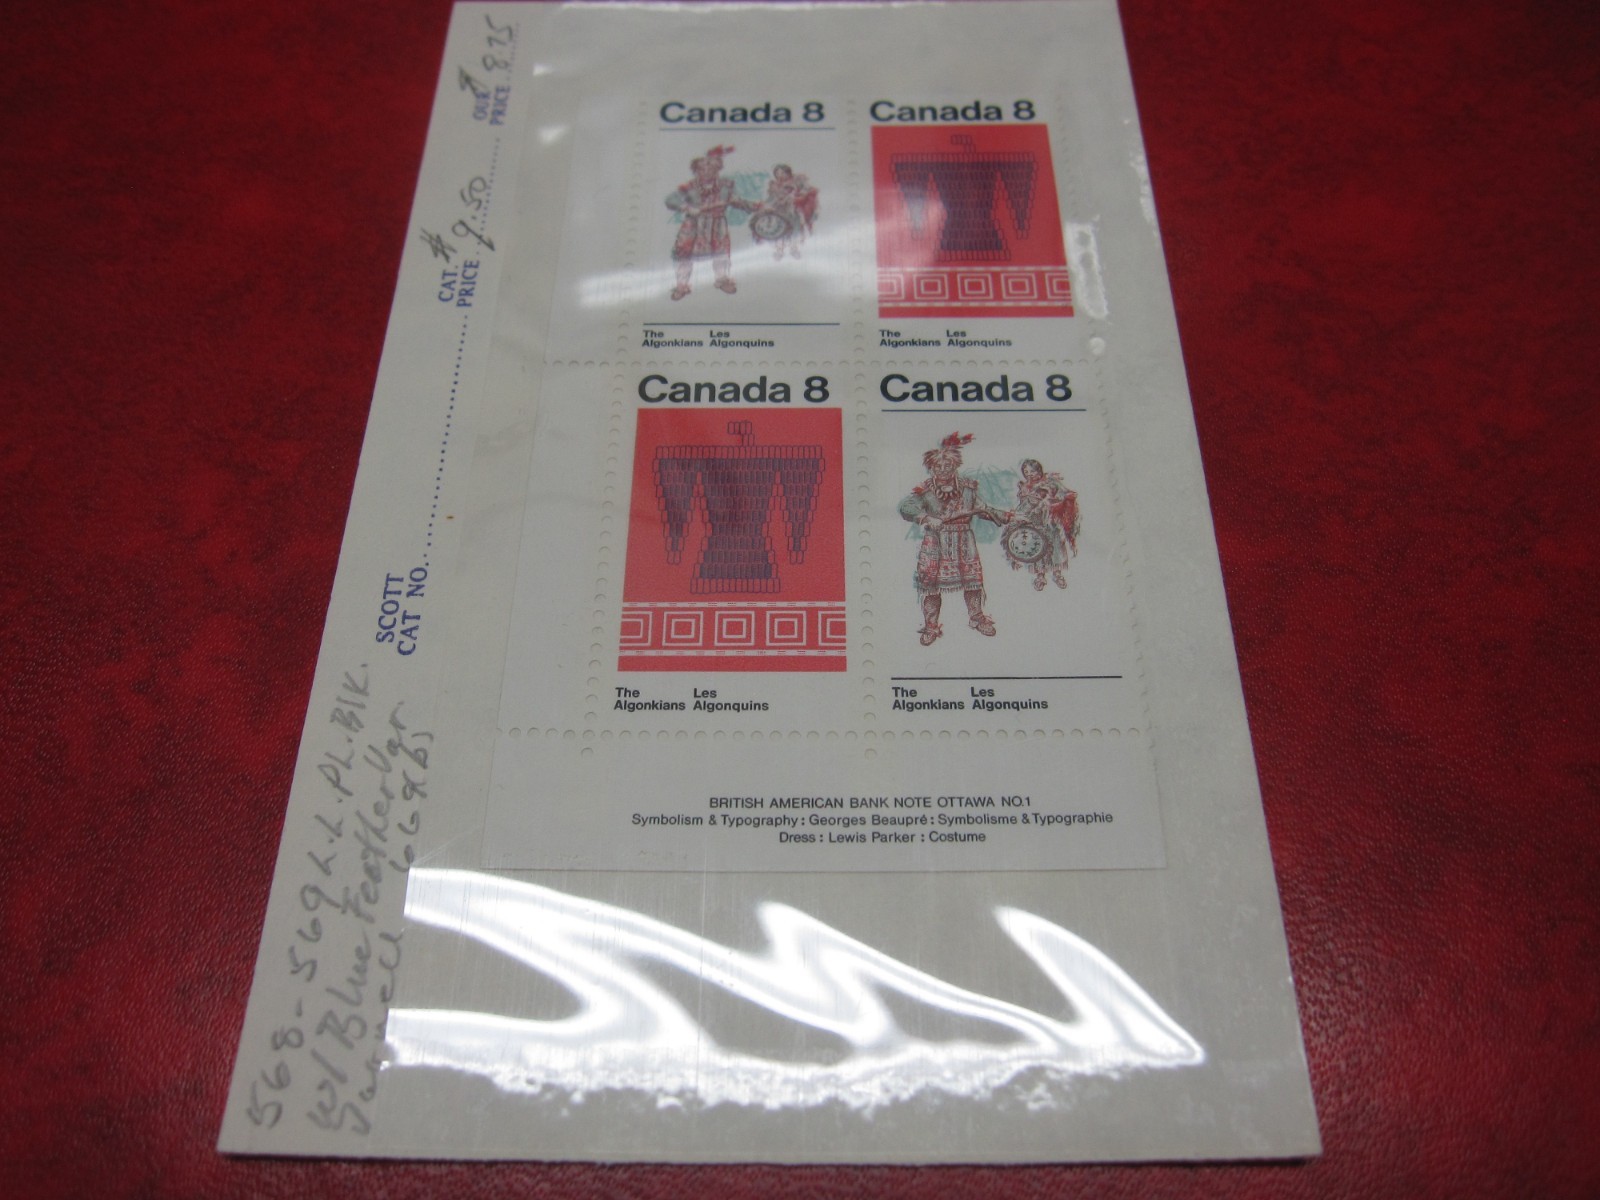 Canada 8
Canada 8
The Les
Algonkians Algonquins
The Les
Algonkians Algonquins
Canada 8
Canada 8
The Les
Algonkians Algonquins
The Les
Algonkians Algonquins
BRITISH AMERICAN BANK NOTE OTTAWA NO.1
Symbolism & Typography : Georges Beaupré : Symbolisme & Typographie
Dress : Lewis Parker : Costume
568-569 L.L. PL. Blk.
w/ Blue Feather Var.
SCOTT
CAT NO.
CAT. $
PRICE 9.50
OUR $
PRICE 8.75